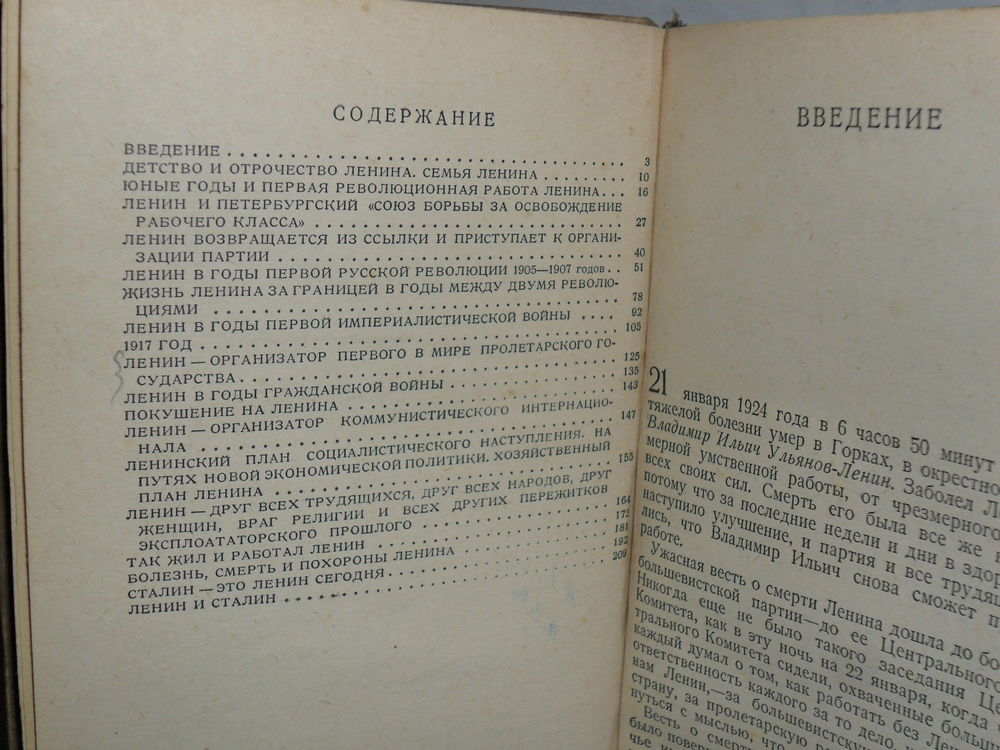 СОДЕРЖАНИЕ
ВВЕДЕНИЕ . . . . . . . . . . . . . . . . . . . . . . . . . . 3
ДЕТСТВО И ОТРОЧЕСТВО ЛЕНИНА. СЕМЬЯ ЛЕНИНА . . . . . . . . . 10
ЮНЫЕ ГОДЫ И ПЕРВАЯ РЕВОЛЮЦИОННАЯ РАБОТА ЛЕНИНА. . . 16
ЛЕНИН И ПЕТЕРБУРГСКИЙ «СОЮЗ БОРЬБЫ ЗА ОСВОБОЖДЕНИЕ
РАБОЧЕГО КЛАССА» . . . . . . . . . . . . . . . . . . . . 27
ЛЕНИН ВОЗВРАЩАЕТСЯ ИЗ ССЫЛКИ И ПРИСТУПАЕТ К ОРГАНИ-
ЗАЦИИ ПАРТИИ . . . . . . . . . . . . . . . . . . . . . . 40
ЛЕНИН В ГОДЫ ПЕРВОЙ РУССКОЙ РЕВОЛЮЦИИ 1905—1907 годов . . 51
ЖИЗНЬ ЛЕНИНА ЗА ГРАНИЦЕЙ В ГОДЫ МЕЖДУ ДВУМЯ РЕВОЛЮ-
ЦИЯМИ . . . . . . . . . . . . . . . . . . . . . . . . . 78
ЛЕНИН В ГОДЫ ПЕРВОЙ ИМПЕРИАЛИСТИЧЕСКОЙ ВОЙНЫ . . . . 92
1917 ГОД . . . . . . . . . . . . . . . . . . . . . . . . . . 105
ЛЕНИН — ОРГАНИЗАТОР ПЕРВОГО В МИРЕ ПРОЛЕТАРСКОГО ГО-
СУДАРСТВА. . . . . . . . . . . . . . . . . . . . . . . . 125
ЛЕНИН В ГОДЫ ГРАЖДАНСКОЙ ВОЙНЫ . . . . . . . . . . . . 135
ПОКУШЕНИЕ НА ЛЕНИНА . . . . . . . . . . . . . . . . . . . 143
ЛЕНИН — ОРГАНИЗАТОР КОММУНИСТИЧЕСКОГО ИНТЕРНАЦИО-
НАЛА . . . . . . . . . . . . . . . . . . . . . . . . . . 147
ЛЕНИНСКИЙ ПЛАН СОЦИАЛИСТИЧЕСКОГО НАСТУПЛЕНИЯ. НА
ПУТЯХ НОВОЙ ЭКОНОМИЧЕСКОЙ ПОЛИТИКИ. ХОЗЯЙСТВЕННЫЙ
ПЛАН ЛЕНИНА . . . . . . . . . . . . . . . . . . . . . . 155
ЛЕНИН — ДРУГ ВСЕХ ТРУДЯЩИХСЯ, ДРУГ ВСЕХ НАРОДОВ, ДРУГ
ЖЕНЩИН, ВРАГ РЕЛИГИИ И ВСЕХ ДРУГИХ ПЕРЕЖИТКОВ
ЭКСПЛОАТАТОРСКОГО ПРОШЛОГО . . . . . . . . . . . . . . 164
ТАК ЖИЛ И РАБОТАЛ ЛЕНИН . . . . . . . . . . . . . . . . . 173
БОЛЕЗНЬ, СМЕРТЬ И ПОХОРОНЫ ЛЕНИНА . . . . . . . . . . . . 181
СТАЛИН — ЭТО ЛЕНИН СЕГОДНЯ . . . . . . . . . . . . . . . . 192
ЛЕНИН И СТАЛИН . . . . . . . . . . . . . . . . . . . . . . 209
ВВЕДЕНИЕ
21 января 1924 года в 6 часов 50 минут
тяжелой болезни умер в Горках, в окрестно
Владимир Ильич Ульянов-Ленин. Заболел Л
мерной умственной работы, от чрезмерного
всех своих сил. Смерть его была все же
потому что за последние недели и дни в здор
наступило улучшение, и партия и все трудящ
лись, что Владимир Ильич снова сможет п
работе.
Ужасная весть о смерти Ленина дошла до бо
большевистской партии—до ее Центрального
Никогда еще не было такого заседания Це
Комитета, как в эту ночь на 22 января, когда
трального Комитета сидели, охваченные больш
каждый думал о том, как работать без Лен
ответственность каждого за то дело,
нам Ленин,—за большевистскую
страну, за пролетарскую
нуться с мыслью, что
Весть о смерт
было повер